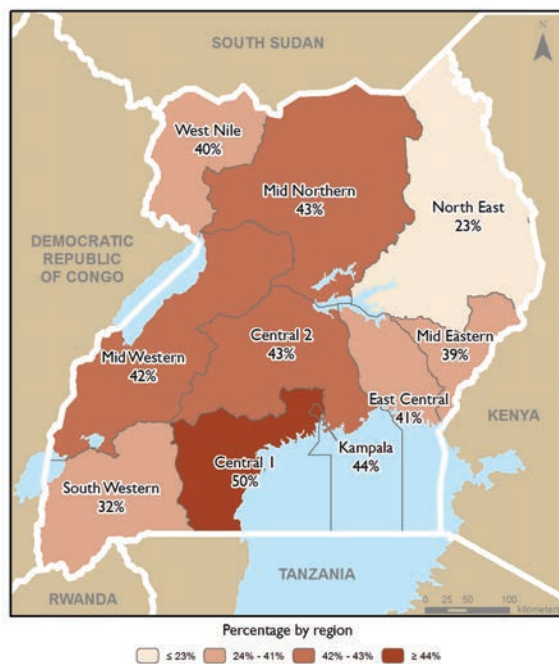 SOUTH SUDAN
N
West Nile
40%
Mid Northern
43%
North East
23%
DEMOCRATIC
REPUBLIC
OF CONGO
Central 2
43%
Mid Western
42%
Mid Eastern
39%
East Central
41%
KENYA
Kampala
44%
Central 1
50%
South Western
32%
TANZANIA
RWANDA
0 25 50 100
Kilometers
Percentage by region
≤ 23%
24% - 41%
42% - 43%
≥ 44%